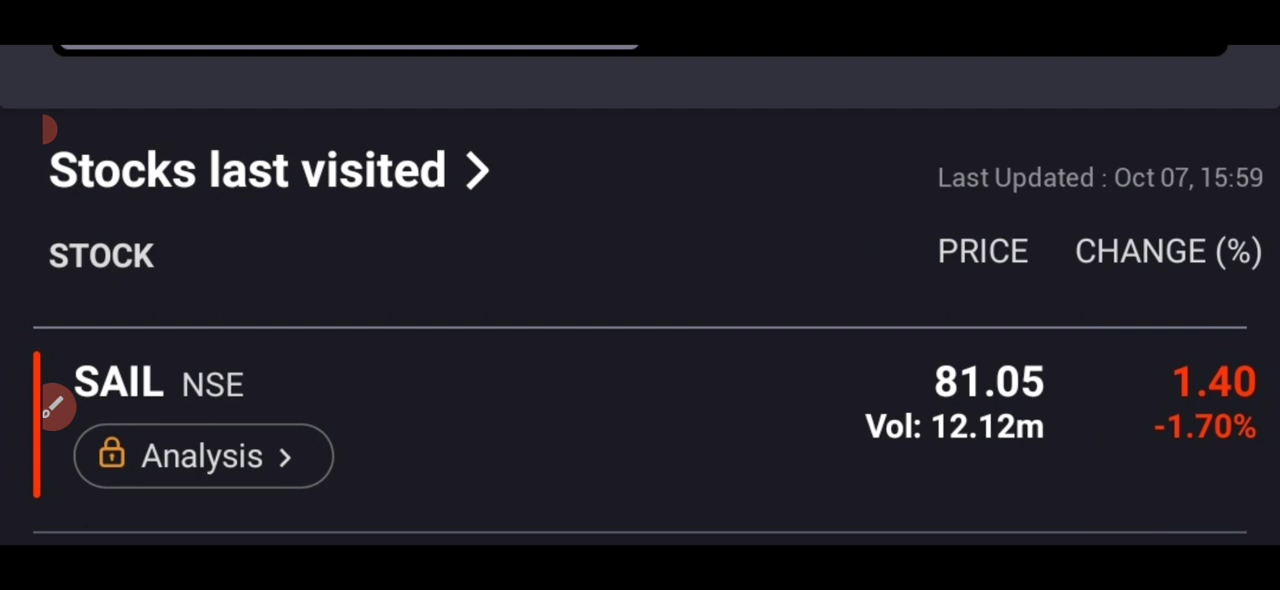 Stocks last visited
Last Updated : Oct 07, 15:59
STOCK PRICE CHANGE (%)
SAIL NSE 81.05 1.40
Vol: 12.12m -1.70%
Analysis